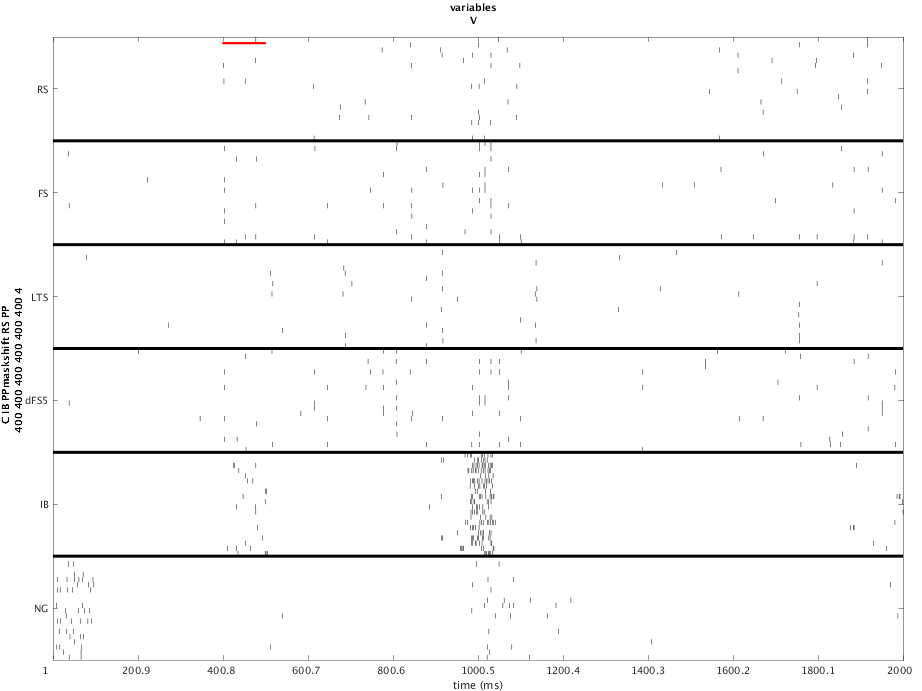 variables
V
RS
FS
LTS
dFS5
IB
NG
C IB PPmaskshift RS PP
400 400 400 400 400 400 4
1
200.9
400.8
600.7
800.6
1000.5
1200.4
1400.3
1600.2
1800.1
2000
time (ms)